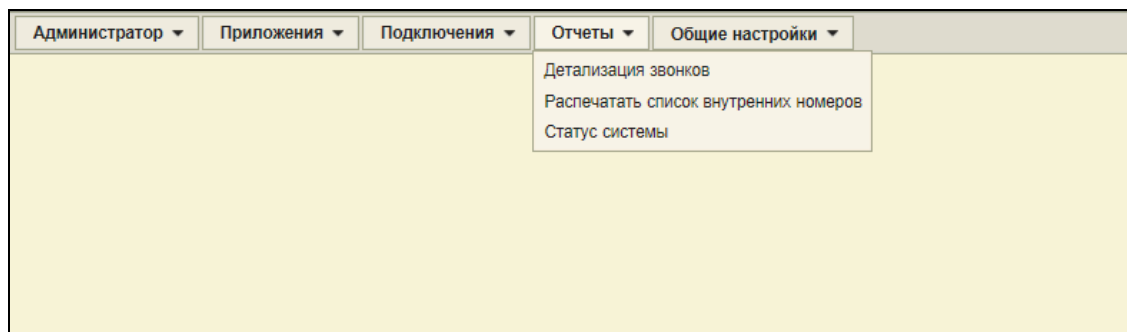 Администратор Приложения Подключения Отчеты Общие настройки
Детализация звонков
Распечатать список внутренних номеров
Статус системы